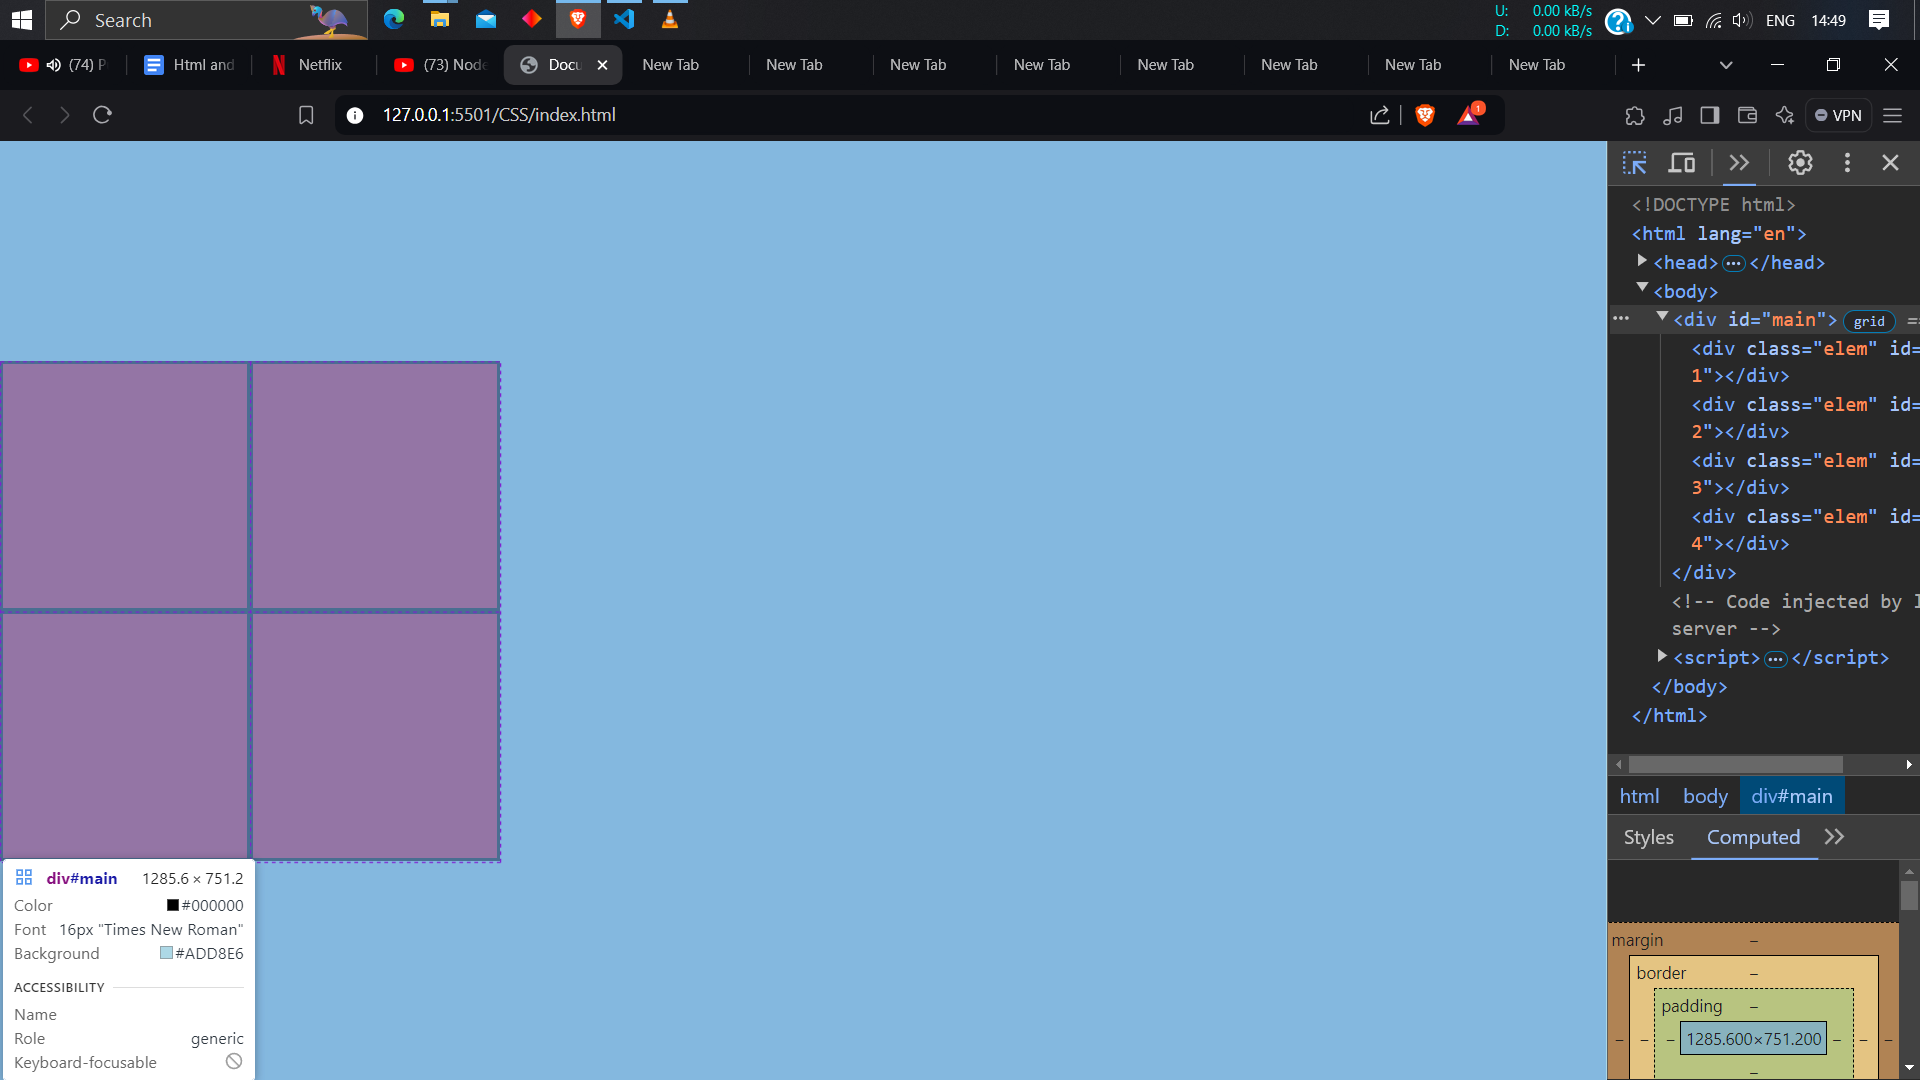 Search
U: 0.00 kB/s
D: 0.00 kB/s
ENG
14:49
(74) P
Html and
Netflix
(73) Node
Docu
New Tab
New Tab
New Tab
New Tab
New Tab
New Tab
New Tab
New Tab
127.0.0.1:5501/CSS/index.html
1
VPN
<!DOCTYPE html>
<html lang="en">
<head>…</head>
<body>
<div id="main"> grid ==
<div class="elem" id=
1"></div>
<div class="elem" id=
2"></div>
<div class="elem" id=
3"></div>
<div class="elem" id=
4"></div>
</div>
<!-- Code injected by
server -->
<script>…</script>
</body>
</html>
html body div#main
Styles Computed
margin –
border –
padding –
– – – 1285.600×751.200 – – –
–
div#main 1285.6 × 751.2
Color #000000
Font 16px "Times New Roman"
Background #ADD8E6
ACCESSIBILITY
Name
Role generic
Keyboard-focusable